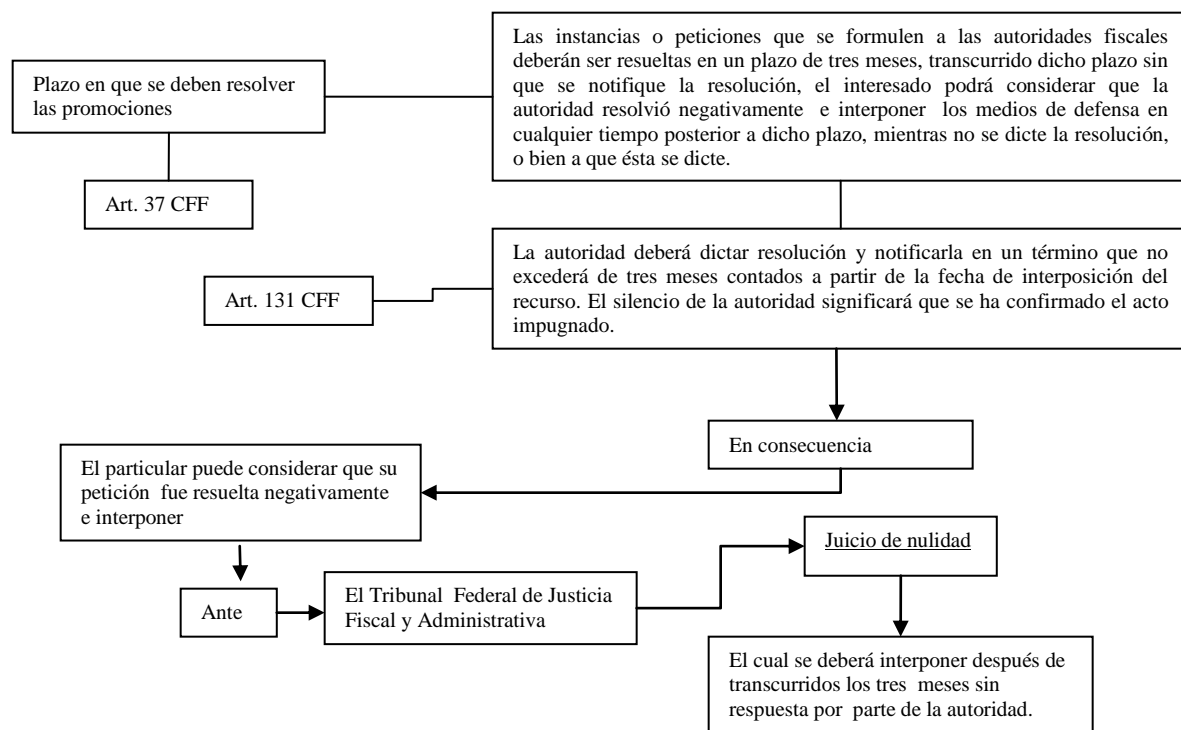 Plazo en que se deben resolver
las promociones
Art. 37 CFF
Las instancias o peticiones que se formulen a las autoridades fiscales
deberán ser resueltas en un plazo de tres meses, transcurrido dicho plazo sin
que se notifique la resolución, el interesado podrá considerar que la
autoridad resolvió negativamente e interponer los medios de defensa en
cualquier tiempo posterior a dicho plazo, mientras no se dicte la resolución,
o bien a que ésta se dicte.
Art. 131 CFF
La autoridad deberá dictar resolución y notificarla en un término que no
excederá de tres meses contados a partir de la fecha de interposición del
recurso. El silencio de la autoridad significará que se ha confirmado el acto
impugnado.
En consecuencia
El particular puede considerar que su
petición fue resuelta negativamente
e interponer
Ante
El Tribunal Federal de Justicia
Fiscal y Administrativa
Juicio de nulidad
El cual se deberá interponer después de
transcurridos los tres meses sin
respuesta por parte de la autoridad.